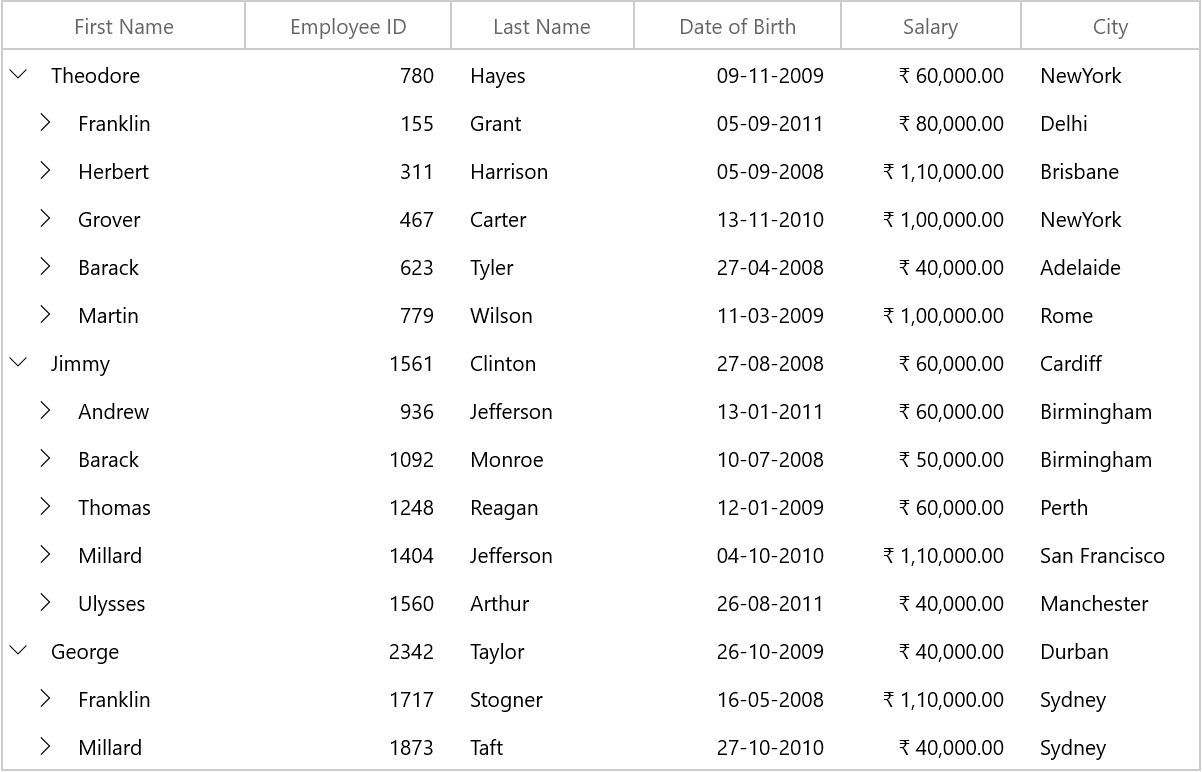 First Name Employee ID Last Name Date of Birth Salary City
Theodore 780 Hayes 09-11-2009 ₹ 60,000.00 NewYork
Franklin 155 Grant 05-09-2011 ₹ 80,000.00 Delhi
Herbert 311 Harrison 05-09-2008 ₹ 1,10,000.00 Brisbane
Grover 467 Carter 13-11-2010 ₹ 1,00,000.00 NewYork
Barack 623 Tyler 27-04-2008 ₹ 40,000.00 Adelaide
Martin 779 Wilson 11-03-2009 ₹ 1,00,000.00 Rome
Jimmy 1561 Clinton 27-08-2008 ₹ 60,000.00 Cardiff
Andrew 936 Jefferson 13-01-2011 ₹ 60,000.00 Birmingham
Barack 1092 Monroe 10-07-2008 ₹ 50,000.00 Birmingham
Thomas 1248 Reagan 12-01-2009 ₹ 60,000.00 Perth
Millard 1404 Jefferson 04-10-2010 ₹ 1,10,000.00 San Francisco
Ulysses 1560 Arthur 26-08-2011 ₹ 40,000.00 Manchester
George 2342 Taylor 26-10-2009 ₹ 40,000.00 Durban
Franklin 1717 Stogner 16-05-2008 ₹ 1,10,000.00 Sydney
Millard 1873 Taft 27-10-2010 ₹ 40,000.00 Sydney